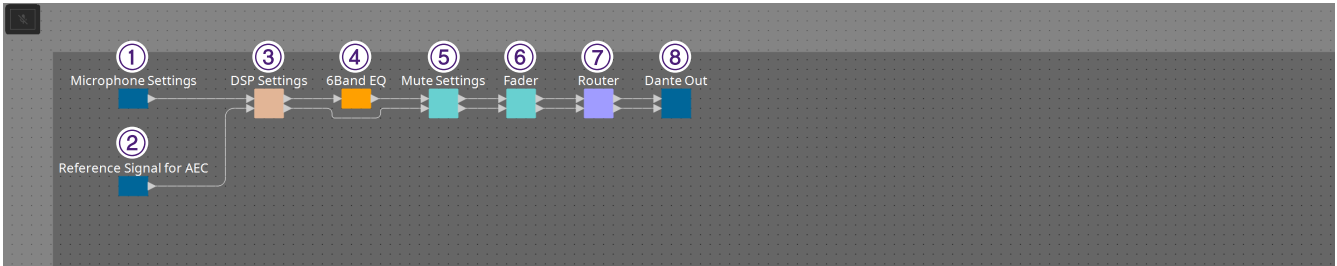 ① ③ ④ ⑤ ⑥ ⑦ ⑧
Microphone Settings DSP Settings 6Band EQ Mute Settings Fader Router Dante Out
②
Reference Signal for AEC